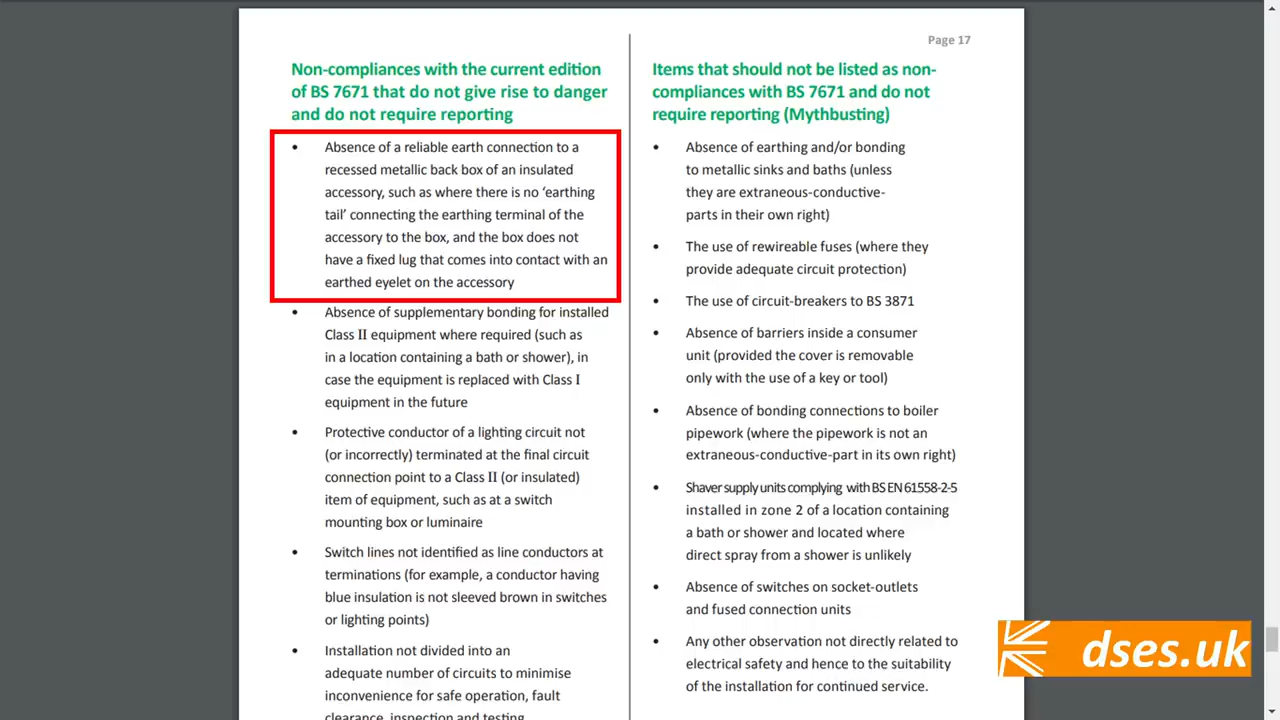 Page 17
Non-compliances with the current edition
of BS 7671 that do not give rise to danger
and do not require reporting
• Absence of a reliable earth connection to a
recessed metallic back box of an insulated
accessory, such as where there is no ‘earthing
tail’ connecting the earthing terminal of the
accessory to the box, and the box does not
have a fixed lug that comes into contact with an
earthed eyelet on the accessory
• Absence of supplementary bonding for installed
Class II equipment where required (such as
in a location containing a bath or shower), in
case the equipment is replaced with Class I
equipment in the future
• Protective conductor of a lighting circuit not
(or incorrectly) terminated at the final circuit
connection point to a Class II (or insulated)
item of equipment, such as at a switch
mounting box or luminaire
• Switch lines not identified as line conductors at
terminations (for example, a conductor having
blue insulation is not sleeved brown in switches
or lighting points)
• Installation not divided into an
adequate number of circuits to minimise
inconvenience for safe operation, fault
clearance, inspection and testing
Items that should not be listed as non-
compliances with BS 7671 and do not
require reporting (Mythbusting)
• Absence of earthing and/or bonding
to metallic sinks and baths (unless
they are extraneous-conductive-
parts in their own right)
• The use of rewireable fuses (where they
provide adequate circuit protection)
• The use of circuit-breakers to BS 3871
• Absence of barriers inside a consumer
unit (provided the cover is removable
only with the use of a key or tool)
• Absence of bonding connections to boiler
pipework (where the pipework is not an
extraneous-conductive-part in its own right)
• Shaver supply units complying with BS EN 61558-2-5
installed in zone 2 of a location containing
a bath or shower and located where
direct spray from a shower is unlikely
• Absence of switches on socket-outlets
and fused connection units
• Any other observation not directly related to
electrical safety and hence to the suitability
of the installation for continued service.
dses.uk